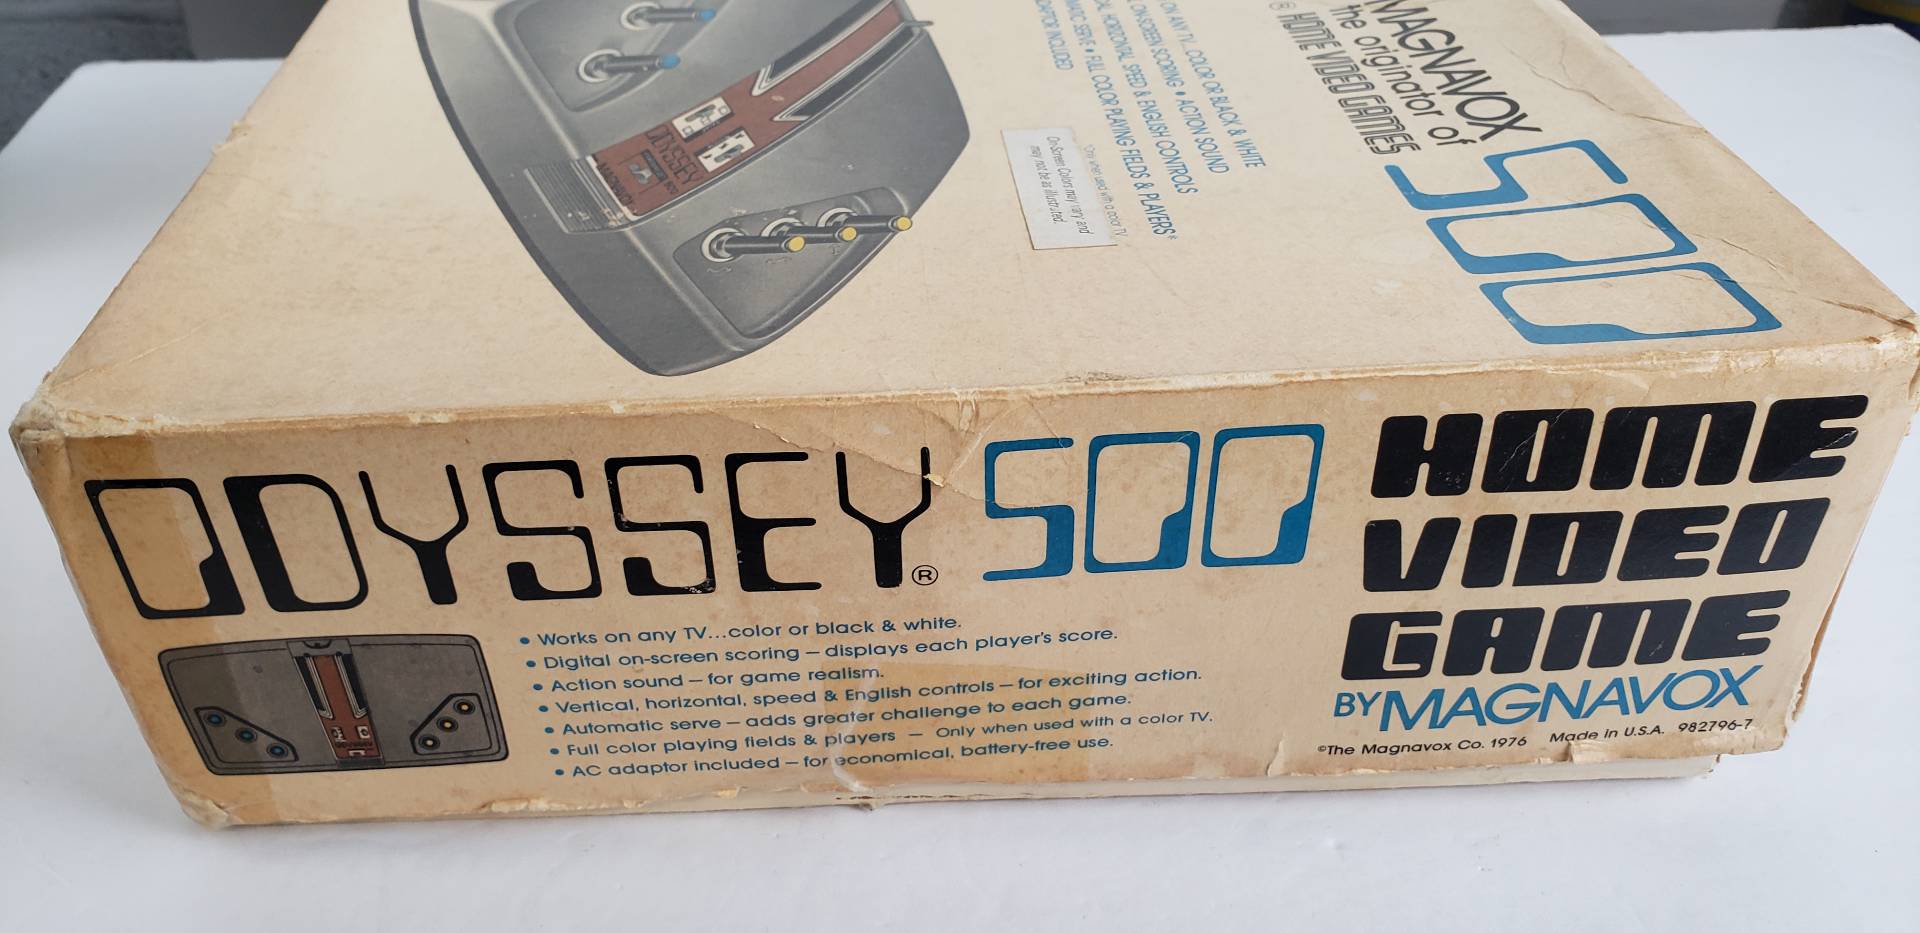 MAGNAVOX
the originator of
® HOME VIDEO GAMES
500
ON ANY TV...COLOR OR BLACK & WHITE
ON-SCREEN SCORING • ACTION SOUND
HORIZONTAL SPEED & ENGLISH CONTROLS
SERVE • FULL COLOR PLAYING FIELDS & PLAYERS*
INCLUDED
*Only when used with a color TV
On-Screen Colors may vary and
may not be as illustrated.
ODYSSEY
MAGNAVOX
ODYSSEY® 500
HOME
VIDEO
GAME
BY MAGNAVOX
• Works on any TV...color or black & white.
• Digital on-screen scoring – displays each player's score.
• Action sound – for game realism.
• Vertical, horizontal, speed & English controls – for exciting action.
• Automatic serve – adds greater challenge to each game.
• Full color playing fields & players – Only when used with a color TV.
• AC adaptor included – for economical, battery-free use.
©The Magnavox Co. 1976 Made in U.S.A. 982796-7